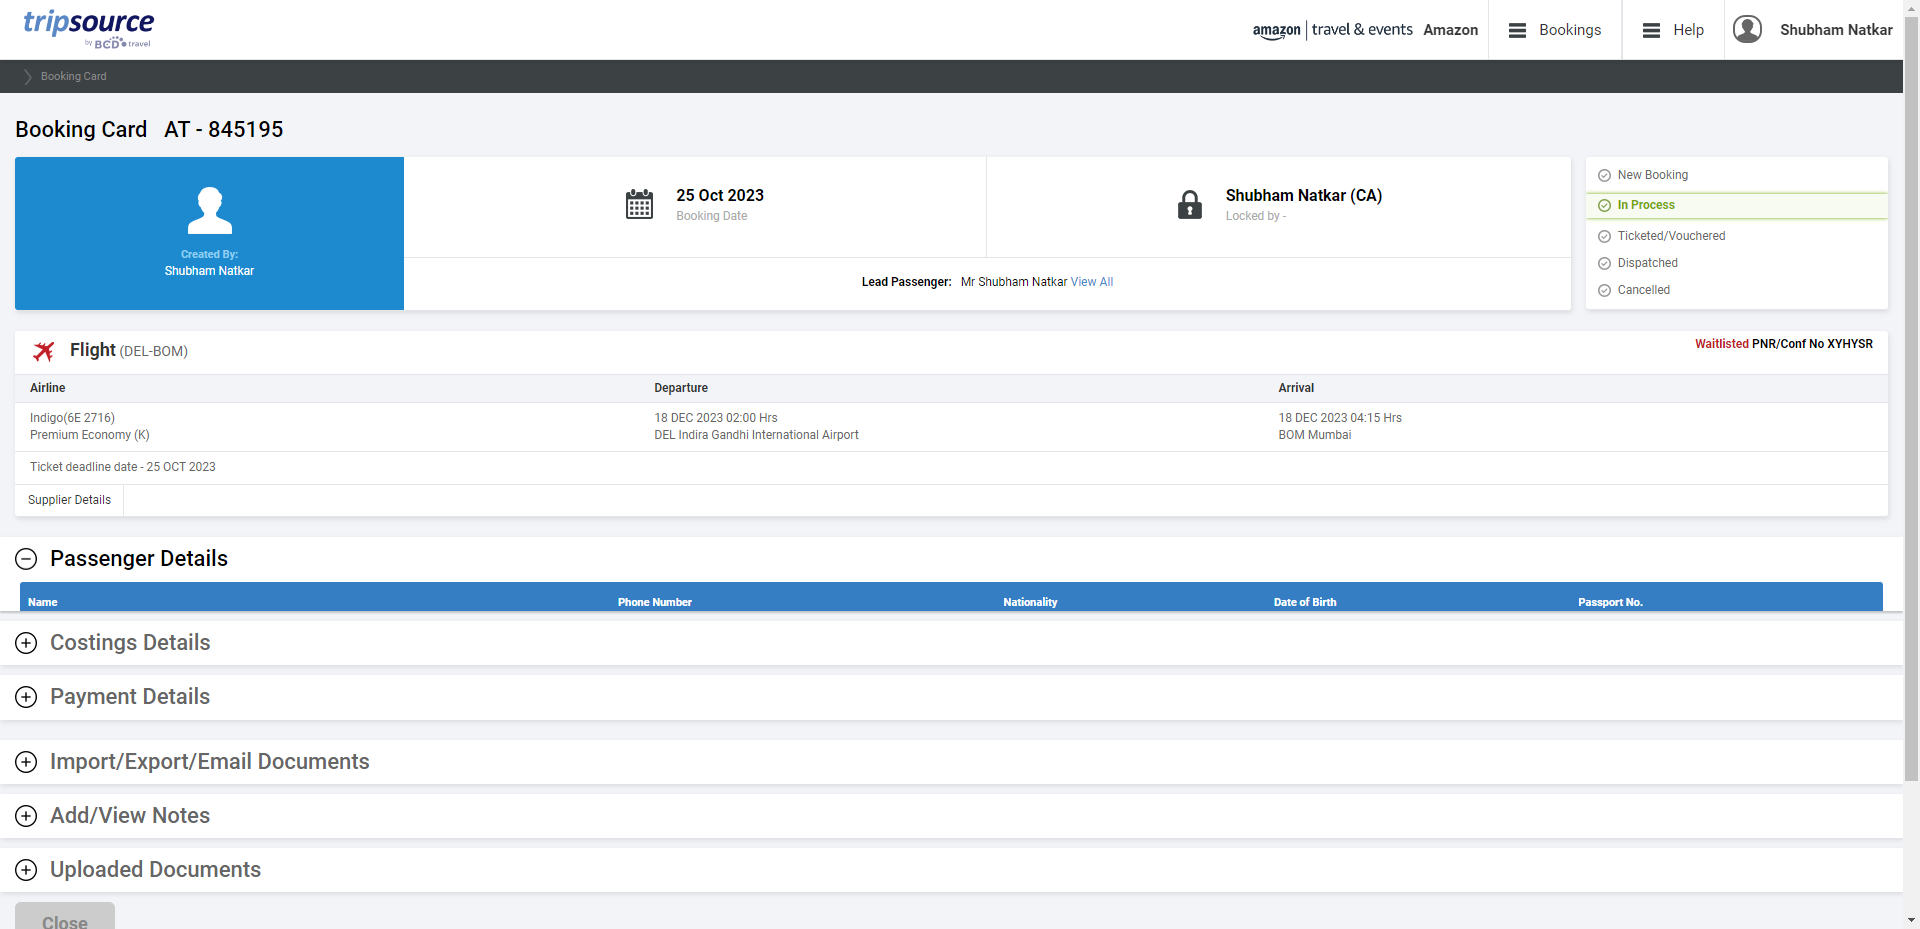 tripsource
by BCD travel
amazon | travel & events Amazon
Bookings
Help
Shubham Natkar
Booking Card
Booking Card AT - 845195
Created By:
Shubham Natkar
25 Oct 2023
Booking Date
Shubham Natkar (CA)
Locked by -
Lead Passenger: Mr Shubham Natkar View All
New Booking
In Process
Ticketed/Vouchered
Dispatched
Cancelled
Flight (DEL-BOM)
Waitlisted PNR/Conf No XYHYSR
Airline Departure Arrival
Indigo(6E 2716) 18 DEC 2023 02:00 Hrs 18 DEC 2023 04:15 Hrs
Premium Economy (K) DEL Indira Gandhi International Airport BOM Mumbai
Ticket deadline date - 25 OCT 2023
Supplier Details
Passenger Details
Name Phone Number Nationality Date of Birth Passport No.
Costings Details
Payment Details
Import/Export/Email Documents
Add/View Notes
Uploaded Documents
Close